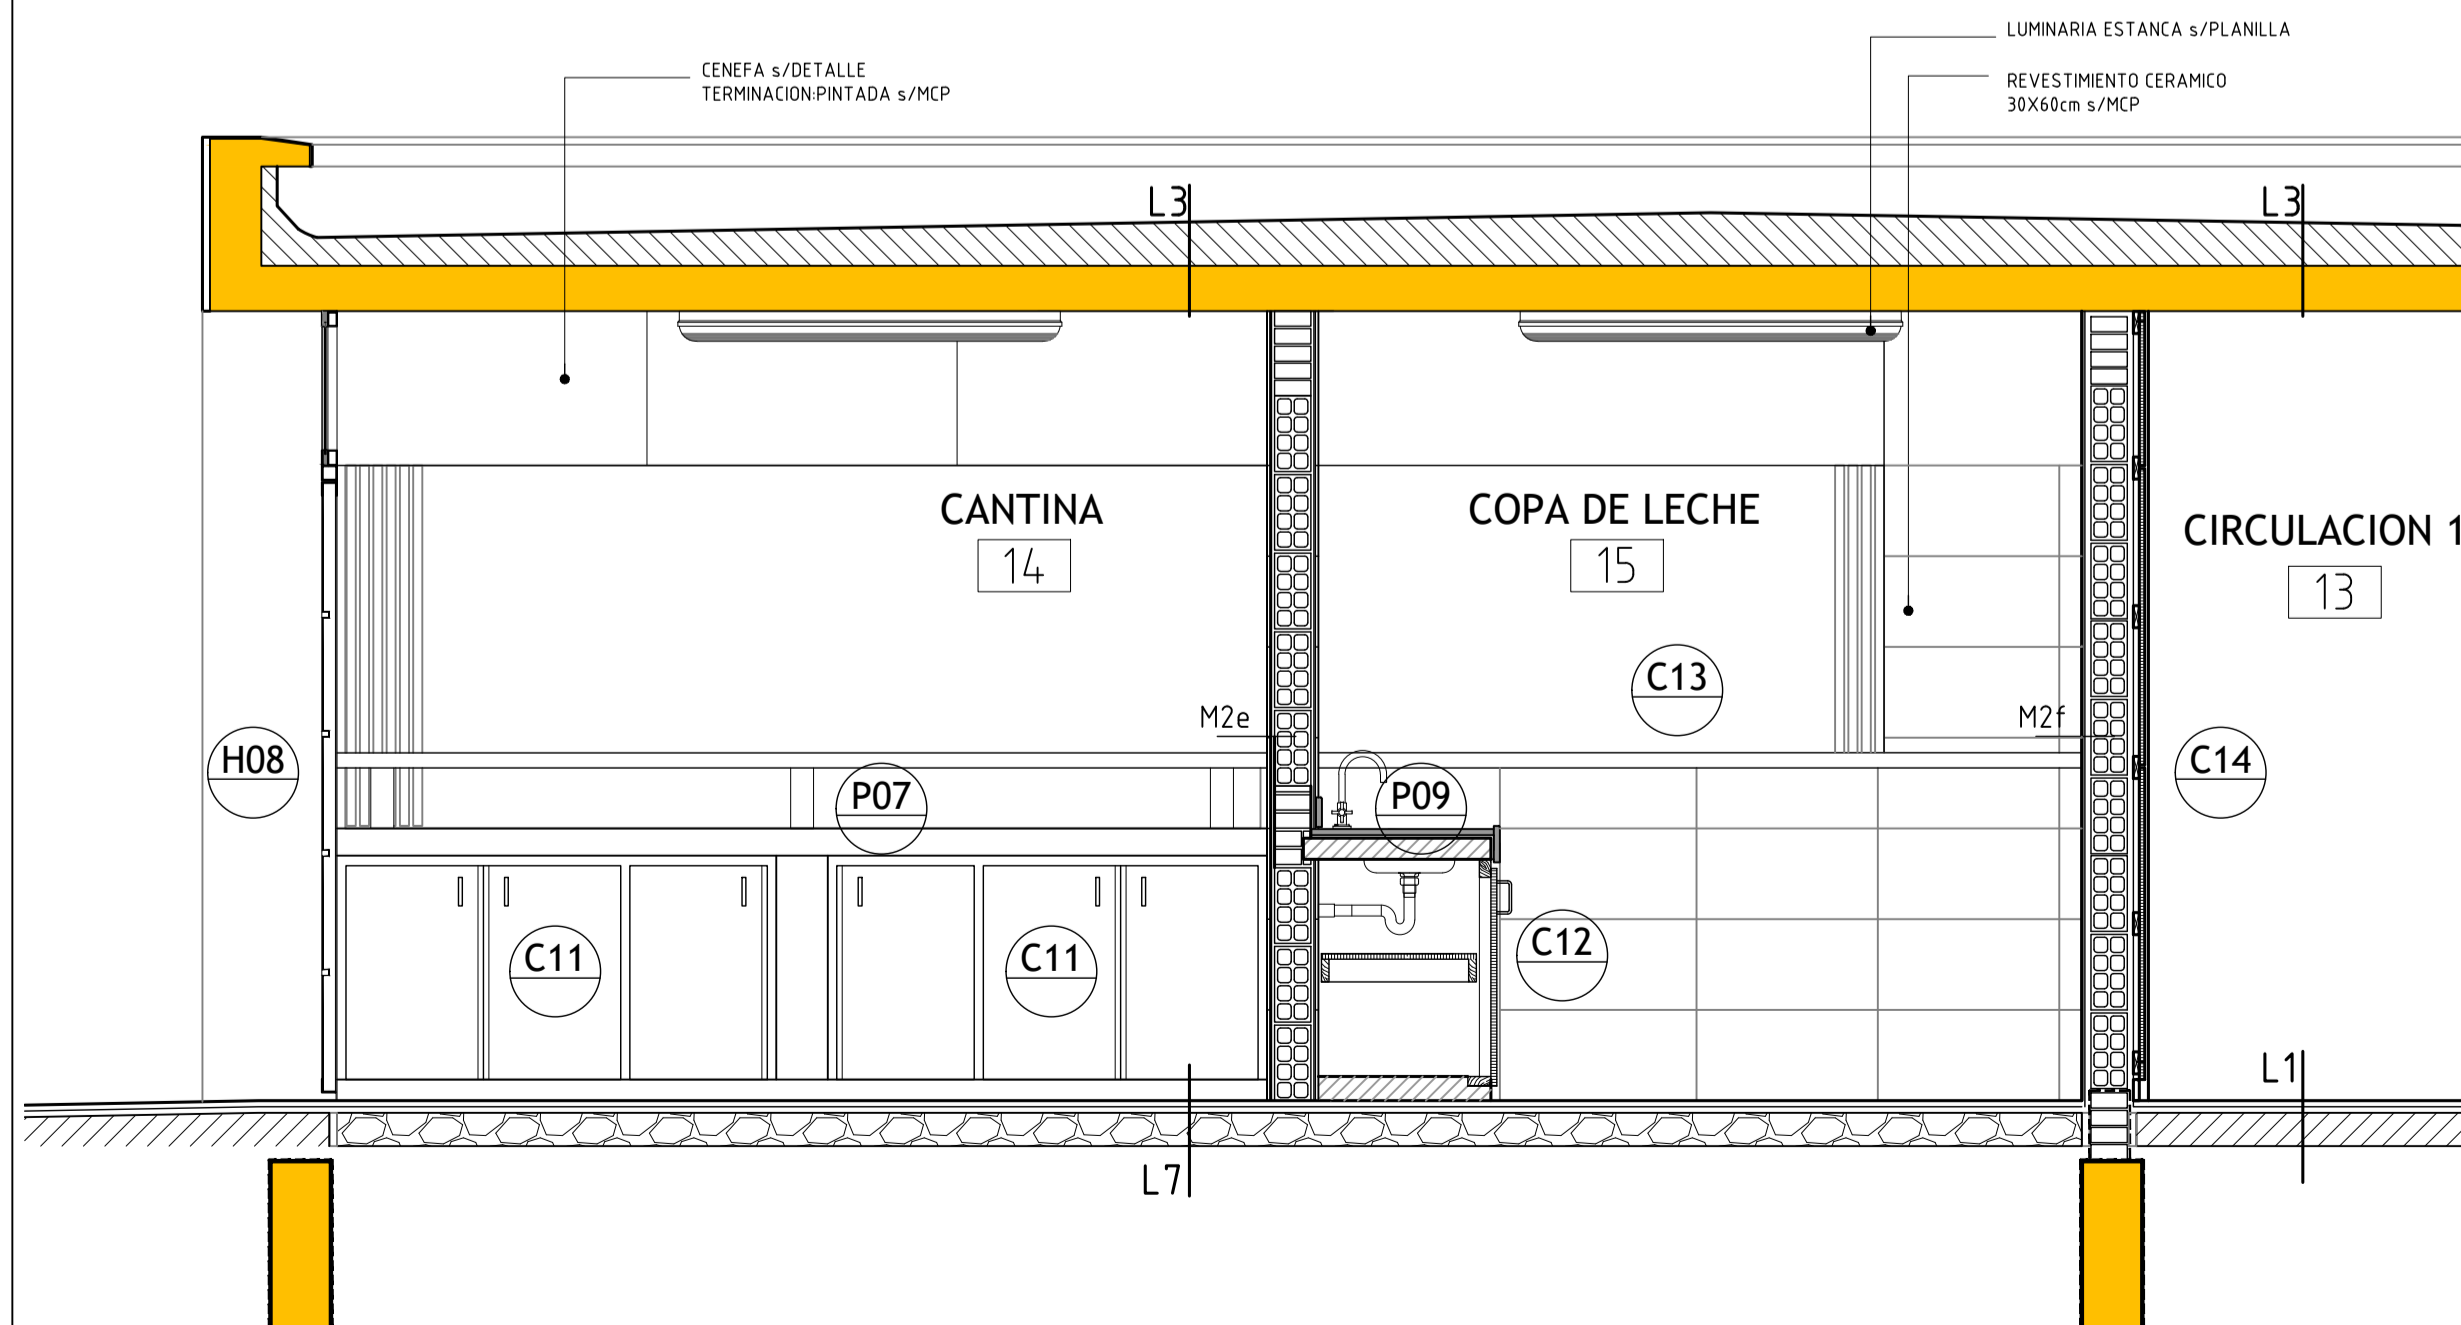 LUMINARIA ESTANCA s/PLANILLA
CENEFA s/DETALLE
TERMINACION:PINTADA s/MCP
REVESTIMIENTO CERAMICO
30X60cm s/MCP
L3
L3
CANTINA
14
COPA DE LECHE
15
CIRCULACION 1
13
C13
M2e
M2f
H08
P07
P09
C14
C11
C11
C12
L1
L7